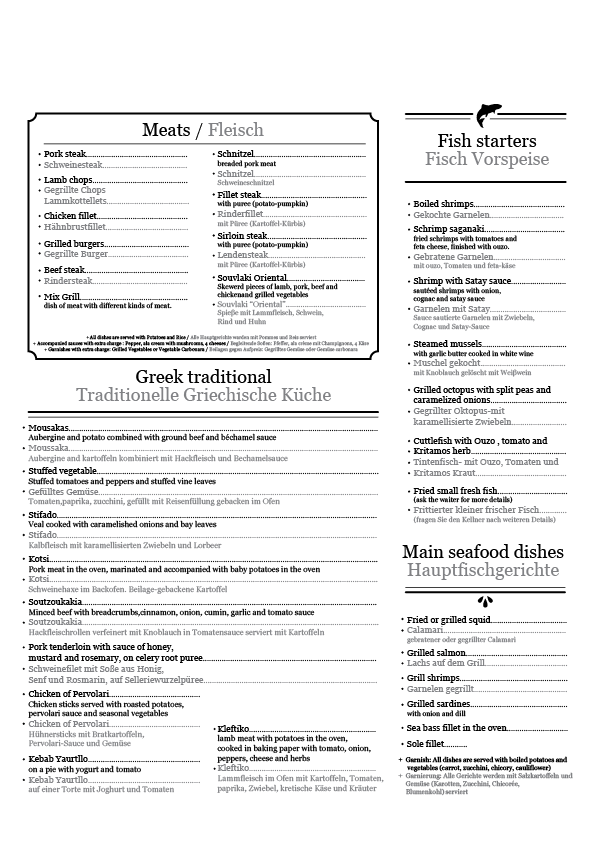 Meats / Fleisch
• Pork steak
• Schweinesteak
• Lamb chops
• Gegrillte Chops
Lammkottellets
• Chicken fillet
• Hähnbrustfillet
• Grilled burgers
• Gegrillte Burger
• Beef steak
• Rindersteak
• Mix Grill
dish of meat with different kinds of meat.
• Schnitzel
breaded pork meat
• Schnitzel
Schweineschnitzel
• Fillet steak
with puree (potato-pumpkin)
• Rinderfillet
mit Püree (Kartoffel-Kürbis)
• Sirloin steak
with puree (potato-pumpkin)
• Lendensteak
mit Püree (Kartoffel-Kürbis)
• Souvlaki Oriental
Skewerd pieces of lamb, pork, beef and
chickenand grilled vegetables
• Souvlaki "Oriental"
Spieße mit Lammfleisch, Schwein,
Rind und Huhn
+ All dishes are served with Potatoes and Rice / Alle Hauptgerichte werden mit Pommes und Reis serviert
+ Accompanied sauces with extra charge : Pepper, ala cream with mushrooms, 4 cheeses / Begleitende Soßen: Pfeffer, ala crème mit Champignons, 4 Käse
+ Garnishes with extra charge: Grilled Vegetables or Vegetable Carbonara / Beilagen gegen Aufpreis: Gegrilltes Gemüse oder Gemüse carbonara
Greek traditional
Traditionelle Griechische Küche
• Mousakas
Aubergine and potato combined with ground beef and béchamel sauce
• Moussaka
Aubergine and kartoffeln kombiniert mit Hackfleisch und Bechamelsauce
• Stuffed vegetable
Stuffed tomatoes and peppers and stuffed vine leaves
• Gefülltes Gemüse
Tomaten,paprika, zucchini, gefüllt mit Reisenfüllung gebacken im Ofen
• Stifado
Veal cooked with caramelished onions and bay leaves
• Stifado
Kalbfleisch mit karamellisierten Zwiebeln und Lorbeer
• Kotsi
Pork meat in the oven, marinated and accompanied with baby potatoes in the oven
• Kotsi
Schweinehaxe im Backofen. Beilage-gebackene Kartoffel
• Soutzoukakia
Minced beef with breadcrumbs,cinnamon, onion, cumin, garlic and tomato sauce
• Soutzoukakia
Hackfleischrollen verfeinert mit Knoblauch in Tomatensauce serviert mit Kartoffeln
• Pork tenderloin with sauce of honey,
mustard and rosemary, on celery root puree
• Schweinefilet mit Soße aus Honig,
Senf und Rosmarin, auf Selleriewurzelpüree
• Chicken of Pervolari
Chicken sticks served with roasted potatoes,
pervolari sauce and seasonal vegetables
• Chicken of Pervolari
Hühnersticks mit Bratkartoffeln,
Pervolari-Sauce und Gemüse
• Kebab Yaurtllo
on a pie with yogurt and tomato
• Kebab Yaurtllo
auf einer Torte mit Joghurt und Tomaten
• Kleftiko
lamb meat with potatoes in the oven,
cooked in baking paper with tomato, onion,
peppers, cheese and herbs
• Kleftiko
Lammfleisch im Ofen mit Kartoffeln, Tomaten,
paprika, Zwiebel, kretische Käse und Kräuter
Fish starters
Fisch Vorspeise
• Boiled shrimps
• Gekochte Garnelen
• Schrimp saganaki
fried schrimps with tomatoes and
feta cheese, finished with ouzo.
• Gebratene Garnelen
mit ouzo, Tomaten und feta-käse
• Shrimp with Satay sauce
sautéed shrimps with onion,
cognac and satay sauce
• Garnelen mit Satay
Sauce sautierte Garnelen mit Zwiebeln,
Cognac und Satay-Sauce
• Steamed mussels
with garlic butter cooked in white wine
• Muschel gekocht
mit Knoblauch gelöscht mit Weißwein
• Grilled octopus with split peas and
caramelized onions
• Gegrillter Oktopus-mit
karamellisierte Zwiebeln
• Cuttlefish with Ouzo , tomato and
• Kritamos herb
• Tintenfisch- mit Ouzo, Tomaten und
• Kritamos Kraut
• Fried small fresh fish
(ask the waiter for more details)
• Frittierter kleiner frischer Fisch
(fragen Sie den Kellner nach weiteren Details)
Main seafood dishes
Hauptfischgerichte
• Fried or grilled squid
• Calamari
gebratener oder gegrillter Calamari
• Grilled salmon
• Lachs auf dem Grill
• Grill shrimps
• Garnelen gegrillt
• Grilled sardines
with onion and dill
• Sea bass fillet in the oven
• Sole fillet
+ Garnish: All dishes are served with boiled potatoes and
vegetables (carrot, zucchini, chicory, cauliflower)
+ Garnierung: Alle Gerichte werden mit Salzkartoffeln und
Gemüse (Karotten, Zucchini, Chicorée,
Blumenkohl) serviert